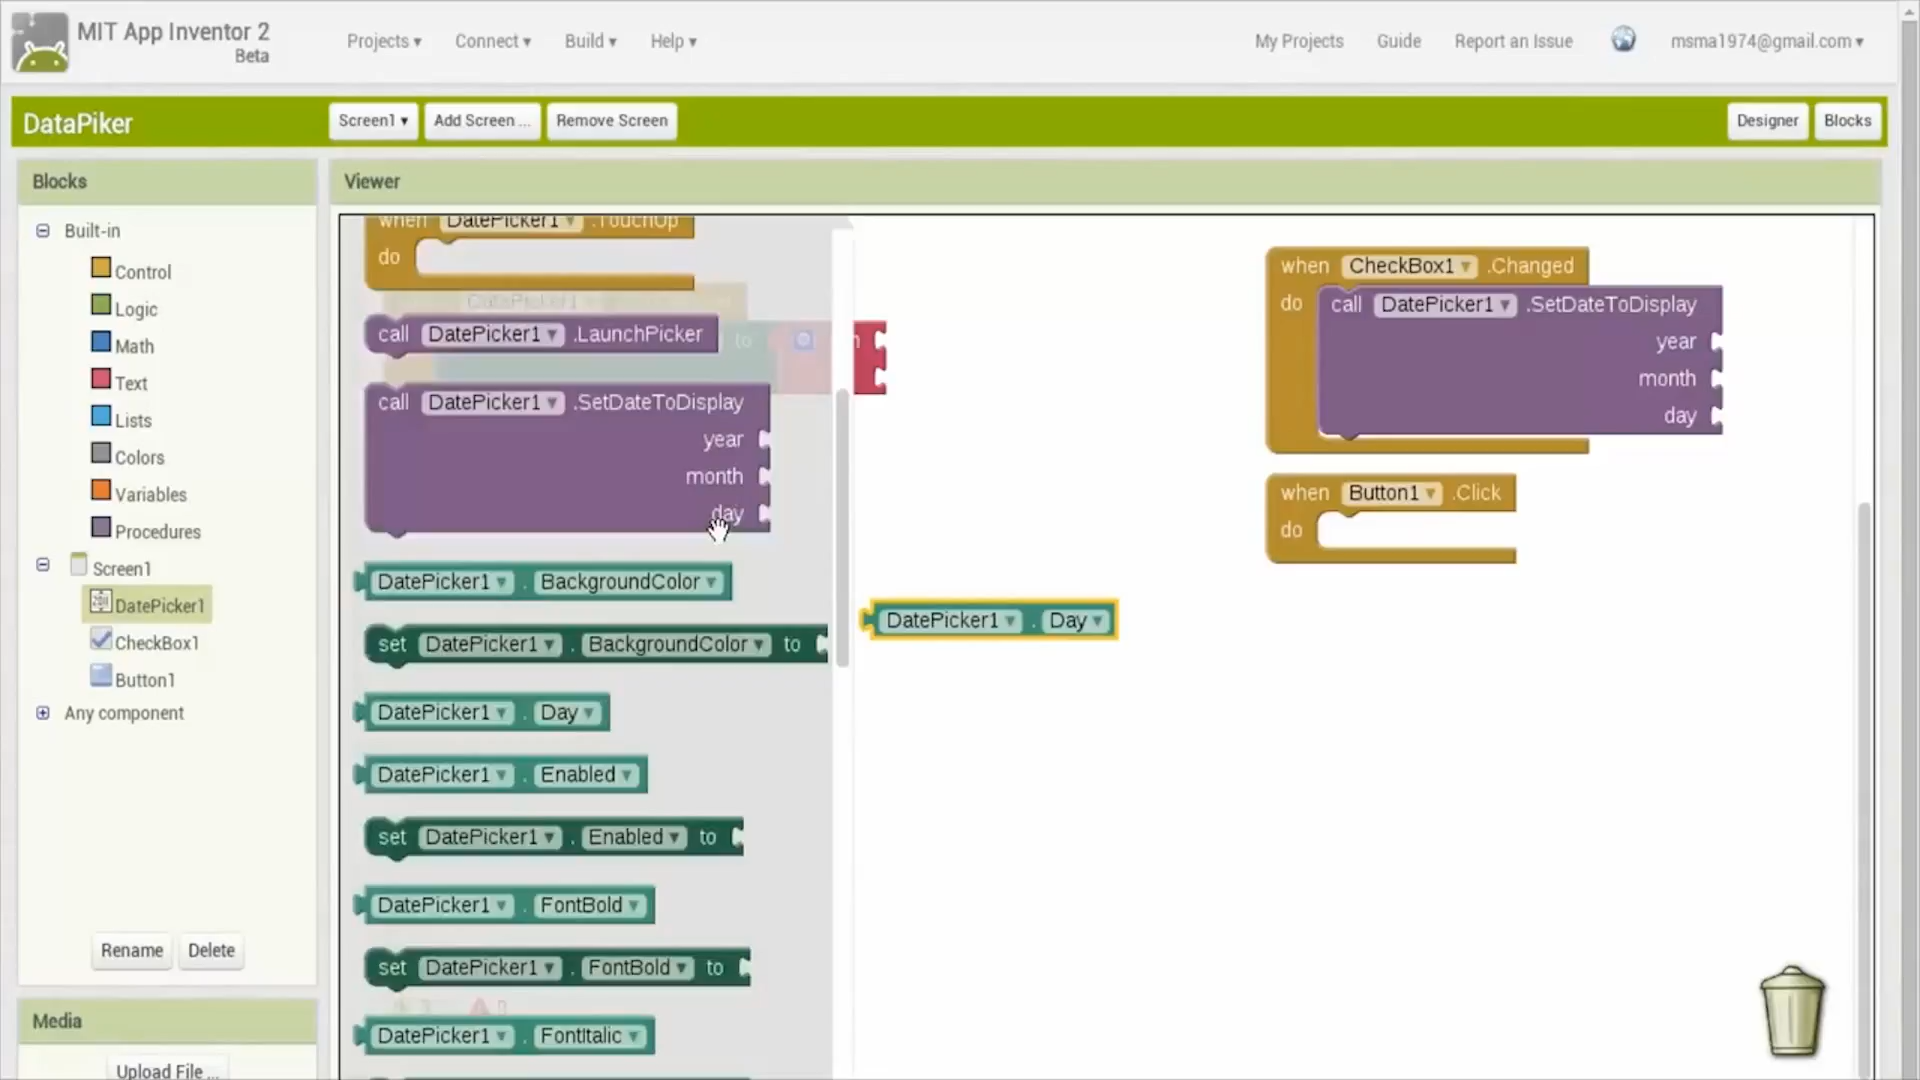 MIT App Inventor 2
Beta
Projects ▾ Connect ▾ Build ▾ Help ▾
My Projects Guide Report an Issue msma1974@gmail.com ▾
DataPiker
Screen1 ▾ Add Screen ... Remove Screen
Designer Blocks
Blocks
Built-in
Control
Logic
Math
Text
Lists
Colors
Variables
Procedures
Screen1
DatePicker1
CheckBox1
Button1
Any component
Rename Delete
Media
Upload File ...
Viewer
when DatePicker1 ▾ .TouchUp
do
DatePicker1
call DatePicker1 ▾ .LaunchPicker
to
call DatePicker1 ▾ .SetDateToDisplay
year
month
day
DatePicker1 ▾ . BackgroundColor ▾
set DatePicker1 ▾ . BackgroundColor ▾ to
DatePicker1 ▾ . Day ▾
DatePicker1 ▾ . Enabled ▾
set DatePicker1 ▾ . Enabled ▾ to
DatePicker1 ▾ . FontBold ▾
set DatePicker1 ▾ . FontBold ▾ to
DatePicker1 ▾ . FontItalic ▾
DatePicker1 ▾ . Day ▾
when CheckBox1 ▾ .Changed
do call DatePicker1 ▾ .SetDateToDisplay
year
month
day
when Button1 ▾ .Click
do